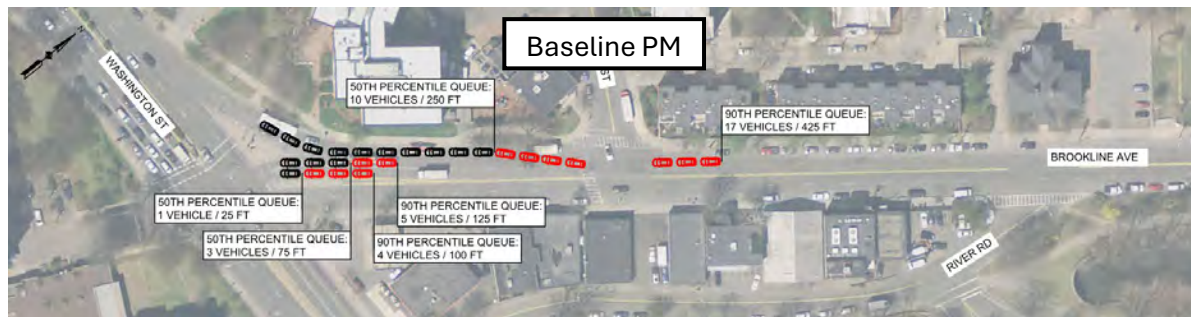 Baseline PM
WASHINGTON ST
ST
50TH PERCENTILE QUEUE:
10 VEHICLES / 250 FT
90TH PERCENTILE QUEUE:
17 VEHICLES / 425 FT
BROOKLINE AVE
50TH PERCENTILE QUEUE:
1 VEHICLE / 25 FT
90TH PERCENTILE QUEUE:
5 VEHICLES / 125 FT
50TH PERCENTILE QUEUE:
3 VEHICLES / 75 FT
90TH PERCENTILE QUEUE:
4 VEHICLES / 100 FT
RIVER RD